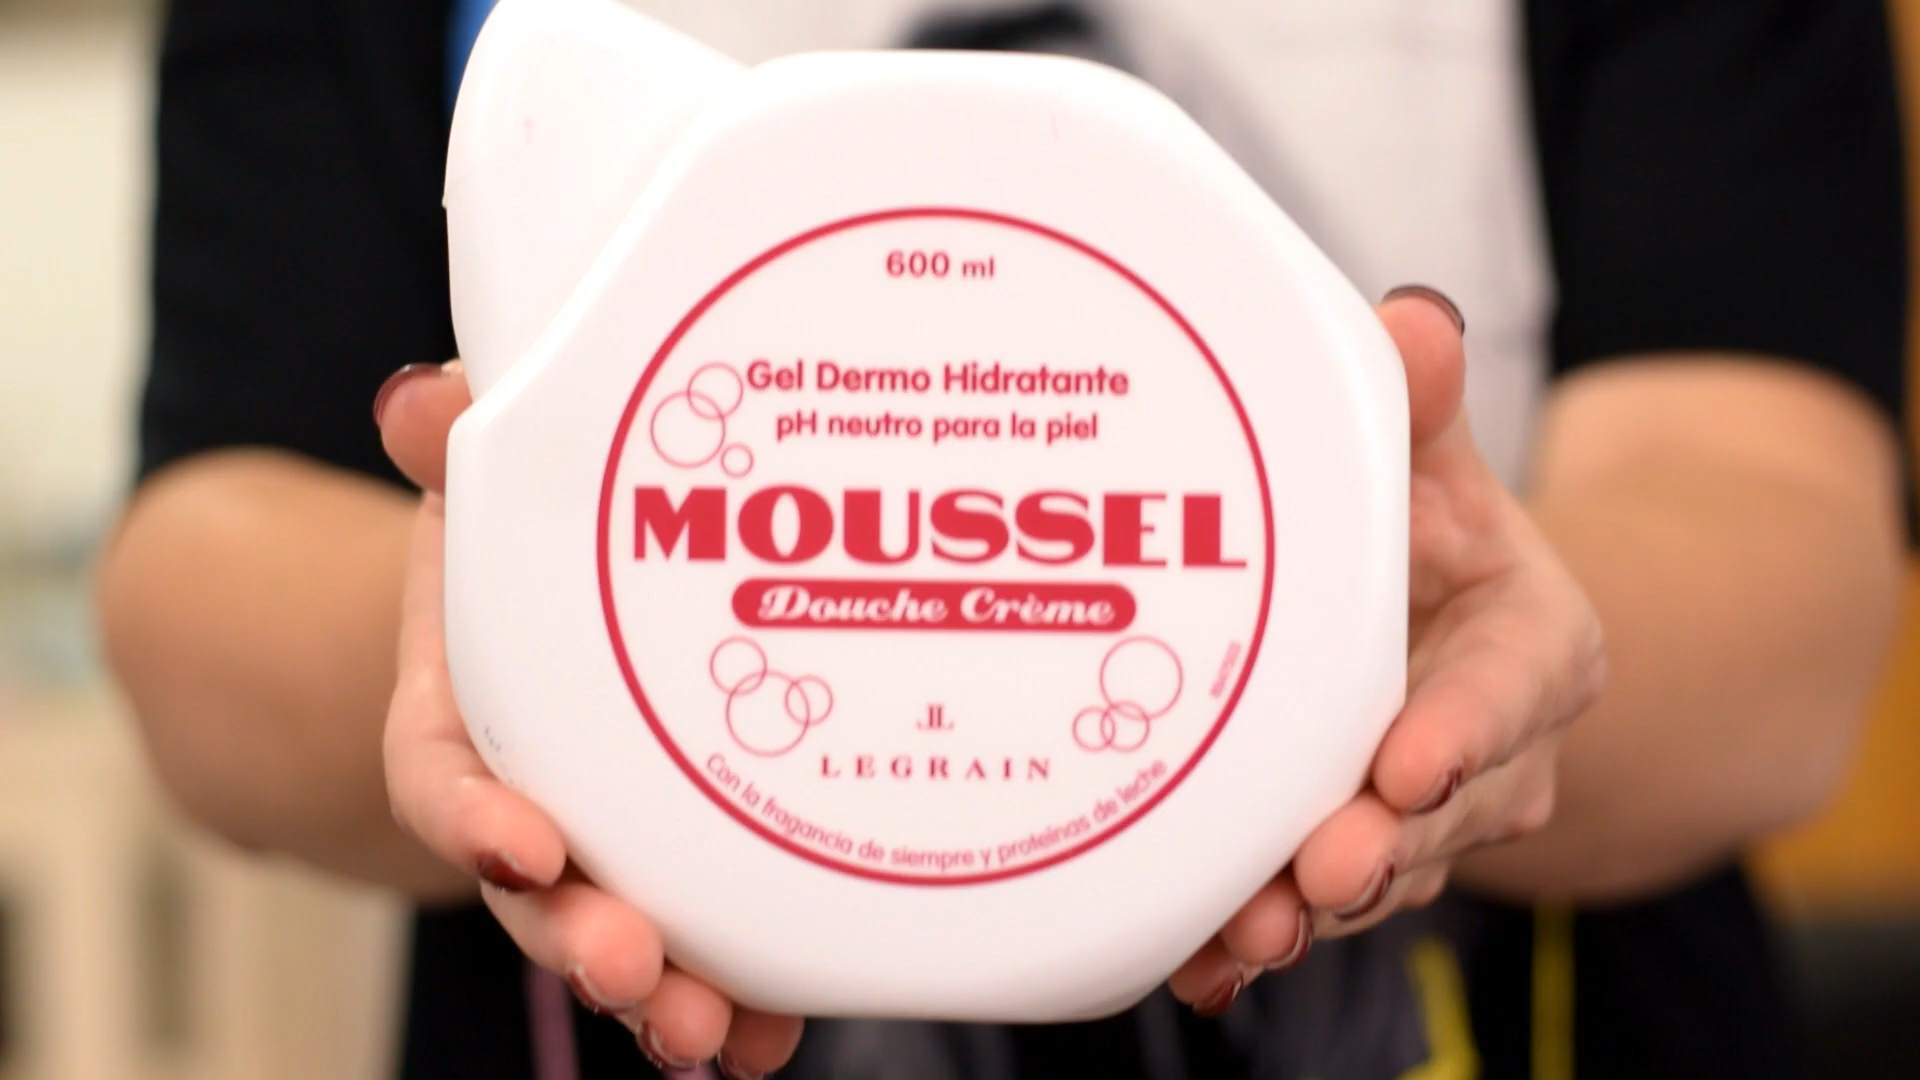 600 ml
Gel Dermo Hidratante
pH neutro para la piel
MOUSSEL
Douche Crème
LEGRAIN
Con la fragancia de siempre y proteínas de leche